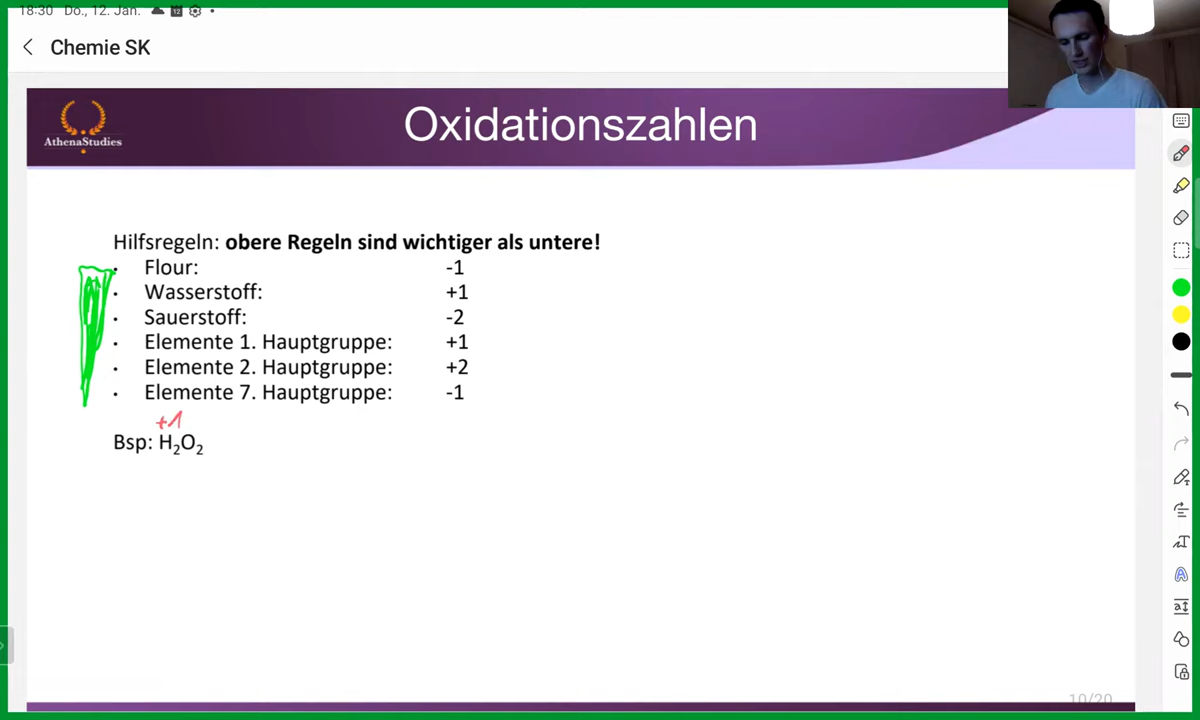 18:30 Do., 12. Jan.
Chemie SK
AthenaStudies
Oxidationszahlen
Hilfsregeln: obere Regeln sind wichtiger als untere!
• Flour: -1
• Wasserstoff: +1
• Sauerstoff: -2
• Elemente 1. Hauptgruppe: +1
• Elemente 2. Hauptgruppe: +2
• Elemente 7. Hauptgruppe: -1
+1
Bsp: H₂O₂
10/20